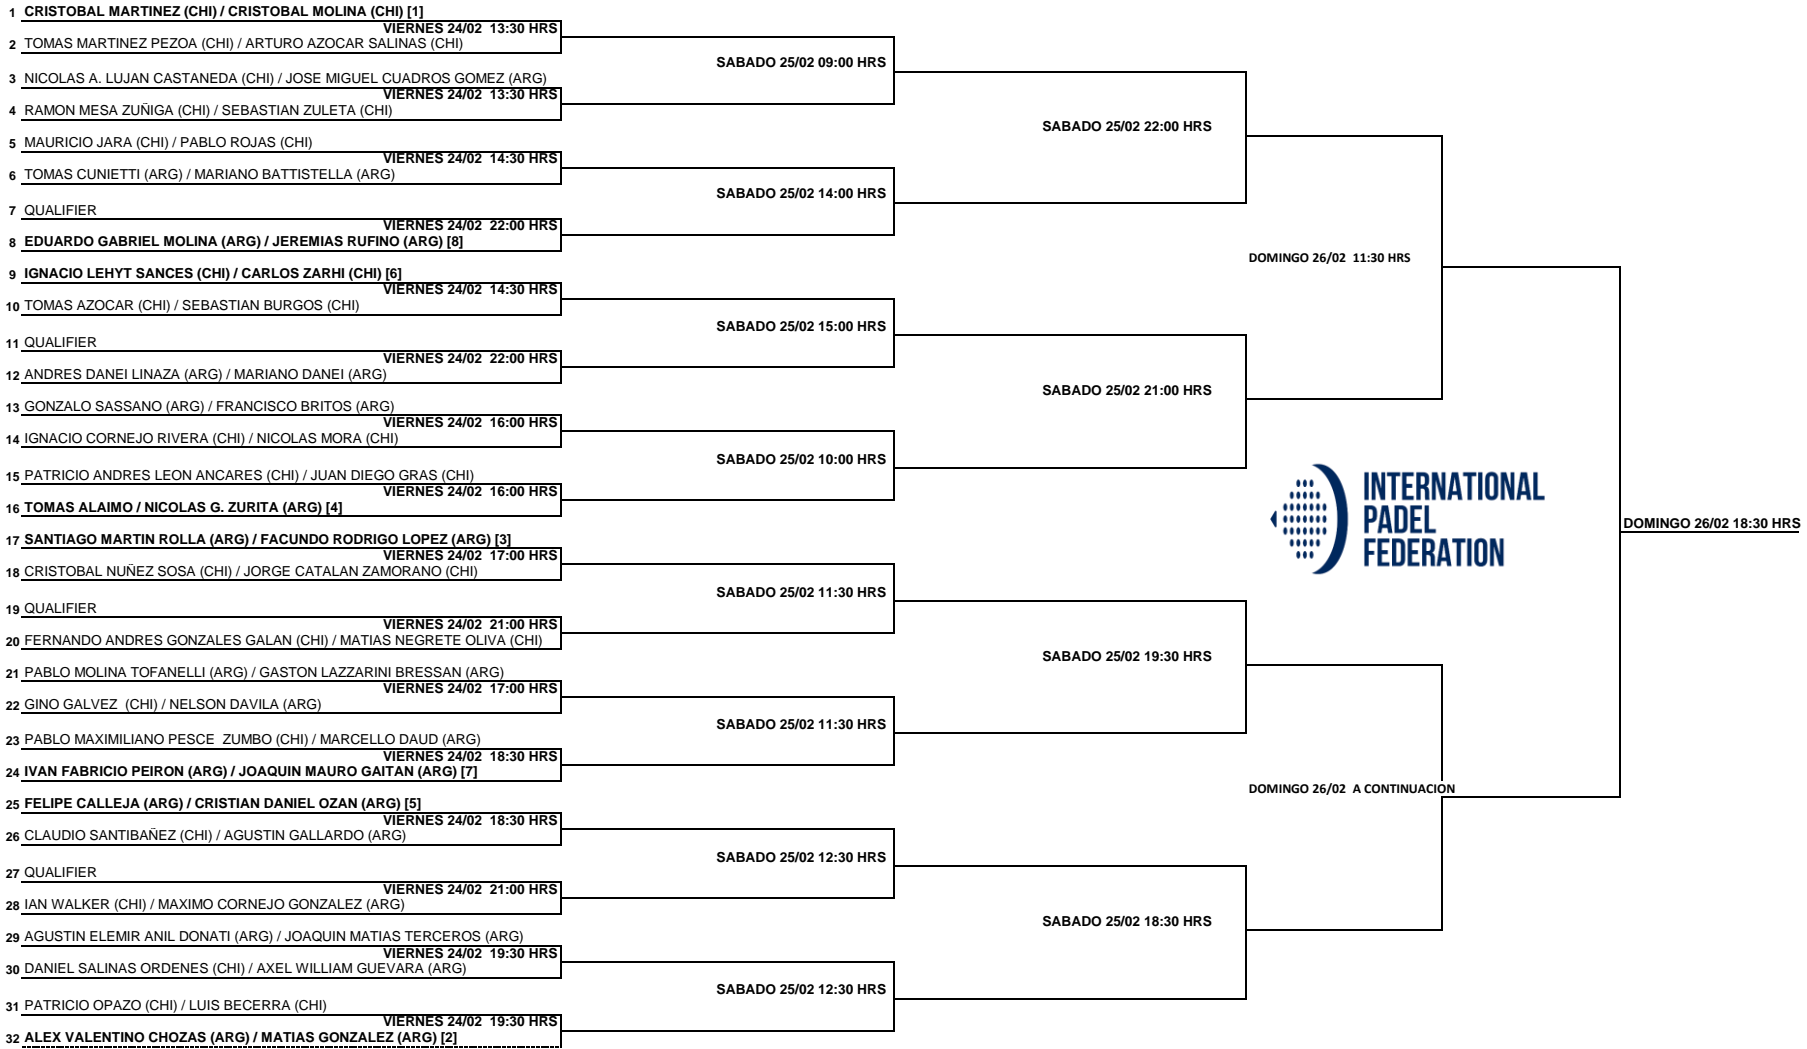 1 CRISTOBAL MARTINEZ (CHI) / CRISTOBAL MOLINA (CHI) [1]
VIERNES 24/02  13:30 HRS
2 TOMAS MARTINEZ PEZOA (CHI) / ARTURO AZOCAR SALINAS (CHI)
SABADO 25/02 09:00 HRS
3 NICOLAS A. LUJAN CASTANEDA (CHI) / JOSE MIGUEL CUADROS GOMEZ (ARG)
VIERNES 24/02  13:30 HRS
4 RAMON MESA ZUÑIGA (CHI) / SEBASTIAN ZULETA (CHI)
SABADO 25/02 22:00 HRS
5 MAURICIO JARA (CHI) / PABLO ROJAS (CHI)
VIERNES 24/02  14:30 HRS
6 TOMAS CUNIETTI (ARG) / MARIANO BATTISTELLA (ARG)
SABADO 25/02 14:00 HRS
7 QUALIFIER
VIERNES 24/02  22:00 HRS
8 EDUARDO GABRIEL MOLINA (ARG) / JEREMIAS RUFINO (ARG) [8]
DOMINGO 26/02  11:30 HRS
9 IGNACIO LEHYT SANCES (CHI) / CARLOS ZARHI (CHI) [6]
VIERNES 24/02  14:30 HRS
10 TOMAS AZOCAR (CHI) / SEBASTIAN BURGOS (CHI)
SABADO 25/02 15:00 HRS
11 QUALIFIER
VIERNES 24/02  22:00 HRS
12 ANDRES DANEI LINAZA (ARG) / MARIANO DANEI (ARG)
SABADO 25/02 21:00 HRS
13 GONZALO SASSANO (ARG) / FRANCISCO BRITOS (ARG)
VIERNES 24/02  16:00 HRS
14 IGNACIO CORNEJO RIVERA (CHI) / NICOLAS MORA (CHI)
SABADO 25/02 10:00 HRS
15 PATRICIO ANDRES LEON ANCARES (CHI) / JUAN DIEGO GRAS (CHI)
VIERNES 24/02  16:00 HRS
16 TOMAS ALAIMO / NICOLAS G. ZURITA (ARG) [4]
INTERNATIONAL
PADEL
FEDERATION
DOMINGO 26/02 18:30 HRS
17 SANTIAGO MARTIN ROLLA (ARG) / FACUNDO RODRIGO LOPEZ (ARG) [3]
VIERNES 24/02  17:00 HRS
18 CRISTOBAL NUÑEZ SOSA (CHI) / JORGE CATALAN ZAMORANO (CHI)
SABADO 25/02 11:30 HRS
19 QUALIFIER
VIERNES 24/02  21:00 HRS
20 FERNANDO ANDRES GONZALES GALAN (CHI) / MATIAS NEGRETE OLIVA (CHI)
SABADO 25/02 19:30 HRS
21 PABLO MOLINA TOFANELLI (ARG) / GASTON LAZZARINI BRESSAN (ARG)
VIERNES 24/02  17:00 HRS
22 GINO GALVEZ  (CHI) / NELSON DAVILA (ARG)
SABADO 25/02 11:30 HRS
23 PABLO MAXIMILIANO PESCE  ZUMBO (CHI) / MARCELLO DAUD (ARG)
VIERNES 24/02  18:30 HRS
24 IVAN FABRICIO PEIRON (ARG) / JOAQUIN MAURO GAITAN (ARG) [7]
DOMINGO 26/02  A CONTINUACION
25 FELIPE CALLEJA (ARG) / CRISTIAN DANIEL OZAN (ARG) [5]
VIERNES 24/02  18:30 HRS
26 CLAUDIO SANTIBAÑEZ (CHI) / AGUSTIN GALLARDO (ARG)
SABADO 25/02 12:30 HRS
27 QUALIFIER
VIERNES 24/02  21:00 HRS
28 IAN WALKER (CHI) / MAXIMO CORNEJO GONZALEZ (ARG)
SABADO 25/02 18:30 HRS
29 AGUSTIN ELEMIR ANIL DONATI (ARG) / JOAQUIN MATIAS TERCEROS (ARG)
VIERNES 24/02  19:30 HRS
30 DANIEL SALINAS ORDENES (CHI) / AXEL WILLIAM GUEVARA (ARG)
SABADO 25/02 12:30 HRS
31 PATRICIO OPAZO (CHI) / LUIS BECERRA (CHI)
VIERNES 24/02  19:30 HRS
32 ALEX VALENTINO CHOZAS (ARG) / MATIAS GONZALEZ (ARG) [2]